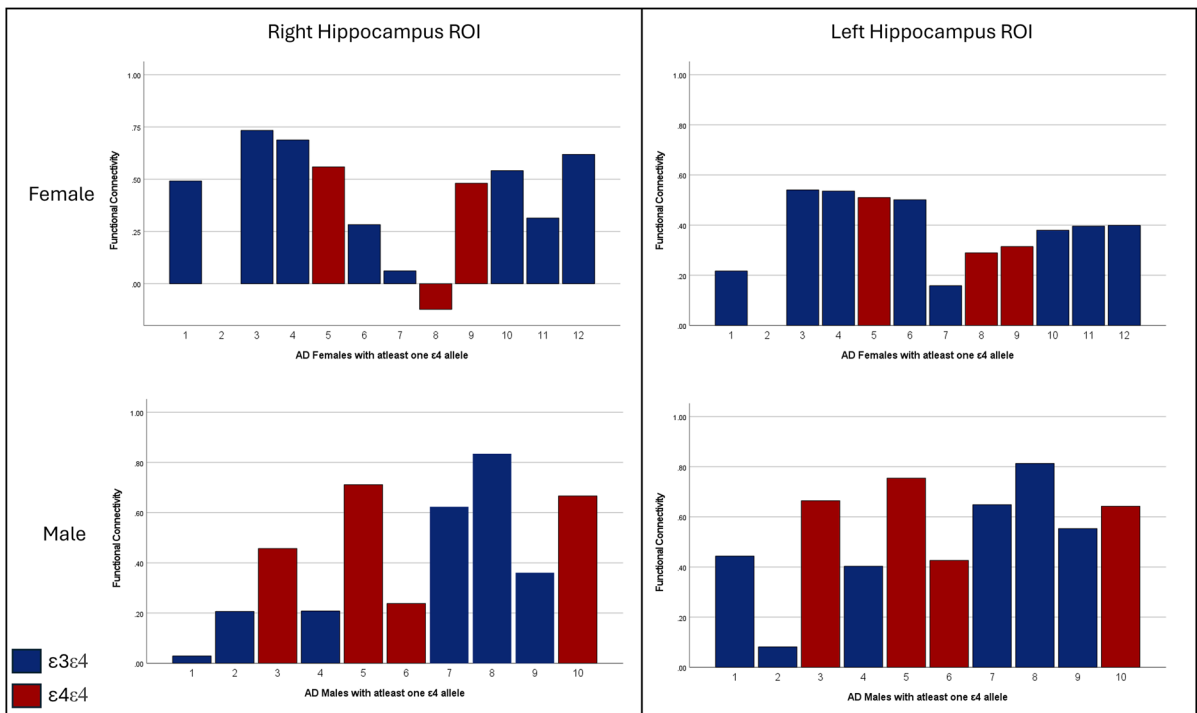 Right Hippocampus ROI
Left Hippocampus ROI
Female
Functional Connectivity
1.00
.75
.50
.25
.00
1 2 3 4 5 6 7 8 9 10 11 12
AD Females with atleast one ε4 allele
Functional Connectivity
1.00
.80
.60
.40
.20
.00
1 2 3 4 5 6 7 8 9 10 11 12
AD Females with atleast one ε4 allele
Male
Functional Connectivity
1.00
.80
.60
.40
.20
.00
1 2 3 4 5 6 7 8 9 10
AD Males with atleast one ε4 allele
Functional Connectivity
1.00
.80
.60
.40
.20
.00
1 2 3 4 5 6 7 8 9 10
AD Males with atleast one ε4 allele
ε3ε4
ε4ε4